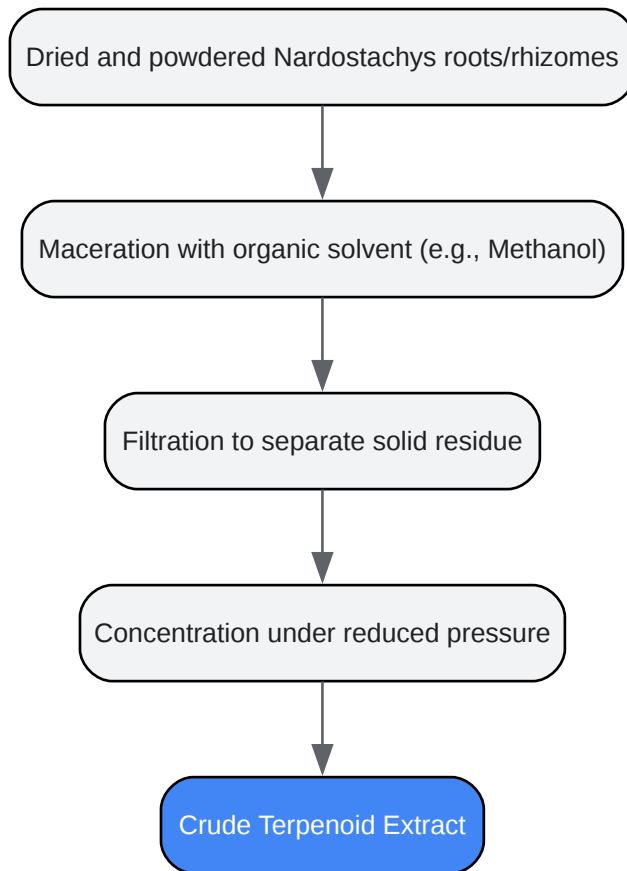 Dried and powdered Nardostachys roots/rhizomes
Maceration with organic solvent (e.g., Methanol)
Filtration to separate solid residue
Concentration under reduced pressure
Crude Terpenoid Extract